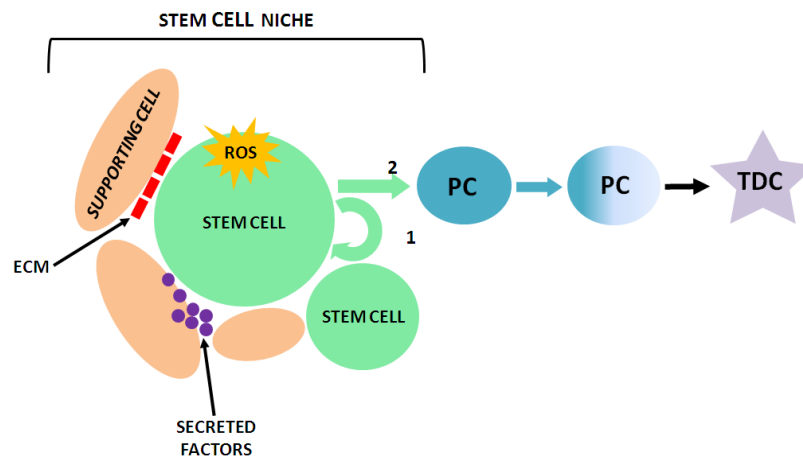 STEM CELL NICHE
SUPPORTING CELL
ROS
STEM CELL
2
1
PC
PC
TDC
ECM
STEM CELL
SECRETED
FACTORS